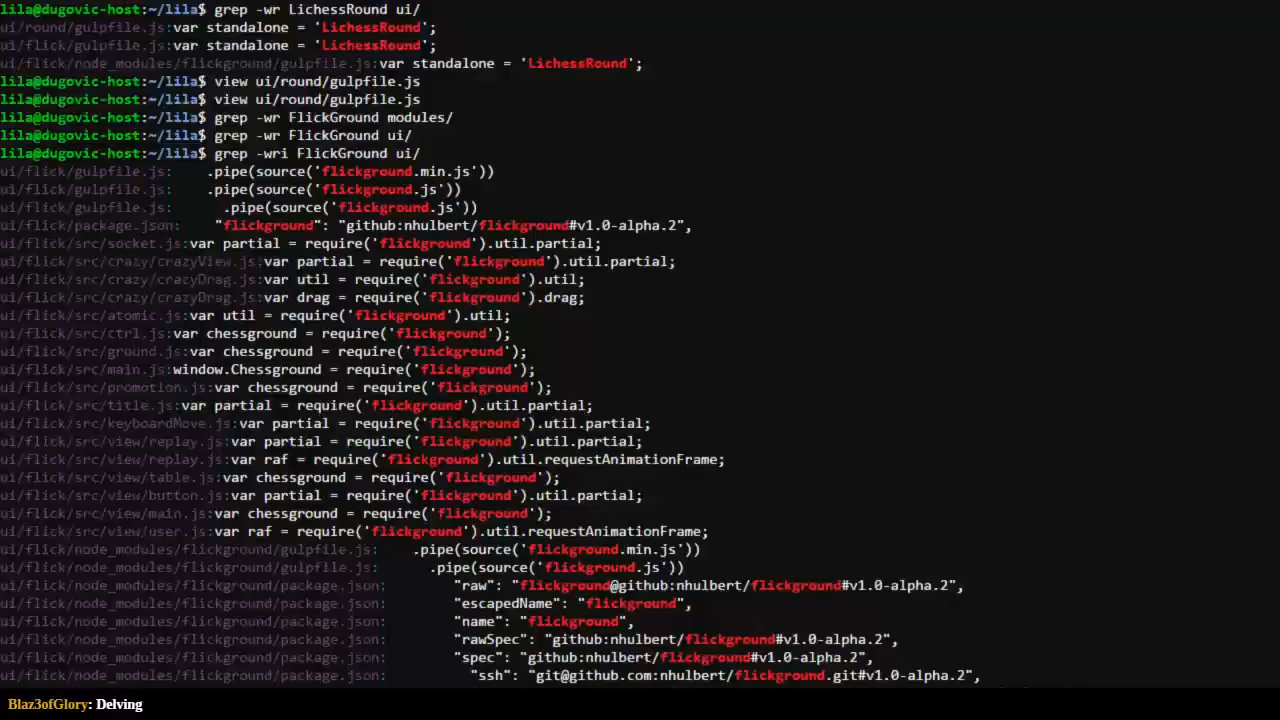 lila@dugovic-host:~/lila$ grep -wr LichessRound ui/
ui/round/gulpfile.js:var standalone = 'LichessRound';
ui/flick/gulpfile.js:var standalone = 'LichessRound';
ui/flick/node_modules/flickground/gulpfile.js:var standalone = 'LichessRound';
lila@dugovic-host:~/lila$ view ui/round/gulpfile.js
lila@dugovic-host:~/lila$ view ui/round/gulpfile.js
lila@dugovic-host:~/lila$ grep -wr FlickGround modules/
lila@dugovic-host:~/lila$ grep -wr FlickGround ui/
lila@dugovic-host:~/lila$ grep -wri FlickGround ui/
ui/flick/gulpfile.js:    .pipe(source('flickground.min.js'))
ui/flick/gulpfile.js:    .pipe(source('flickground.js'))
ui/flick/gulpfile.js:      .pipe(source('flickground.js'))
ui/flick/package.json:    "flickground": "github:nhulbert/flickground#v1.0-alpha.2",
ui/flick/src/socket.js:var partial = require('flickground').util.partial;
ui/flick/src/crazy/crazyView.js:var partial = require('flickground').util.partial;
ui/flick/src/crazy/crazyDrag.js:var util = require('flickground').util;
ui/flick/src/crazy/crazyDrag.js:var drag = require('flickground').drag;
ui/flick/src/atomic.js:var util = require('flickground').util;
ui/flick/src/ctrl.js:var chessground = require('flickground');
ui/flick/src/ground.js:var chessground = require('flickground');
ui/flick/src/main.js:window.Chessground = require('flickground');
ui/flick/src/promotion.js:var chessground = require('flickground');
ui/flick/src/title.js:var partial = require('flickground').util.partial;
ui/flick/src/keyboardMove.js:var partial = require('flickground').util.partial;
ui/flick/src/view/replay.js:var partial = require('flickground').util.partial;
ui/flick/src/view/replay.js:var raf = require('flickground').util.requestAnimationFrame;
ui/flick/src/view/table.js:var chessground = require('flickground');
ui/flick/src/view/button.js:var partial = require('flickground').util.partial;
ui/flick/src/view/main.js:var chessground = require('flickground');
ui/flick/src/view/user.js:var raf = require('flickground').util.requestAnimationFrame;
ui/flick/node_modules/flickground/gulpfile.js:    .pipe(source('flickground.min.js'))
ui/flick/node_modules/flickground/gulpfile.js:      .pipe(source('flickground.js'))
ui/flick/node_modules/flickground/package.json:        "raw": "flickground@github:nhulbert/flickground#v1.0-alpha.2",
ui/flick/node_modules/flickground/package.json:        "escapedName": "flickground",
ui/flick/node_modules/flickground/package.json:        "name": "flickground",
ui/flick/node_modules/flickground/package.json:        "rawSpec": "github:nhulbert/flickground#v1.0-alpha.2",
ui/flick/node_modules/flickground/package.json:        "spec": "github:nhulbert/flickground#v1.0-alpha.2",
ui/flick/node_modules/flickground/package.json:          "ssh": "git@github.com:nhulbert/flickground.git#v1.0-alpha.2",
Blaz3ofGlory: Delving